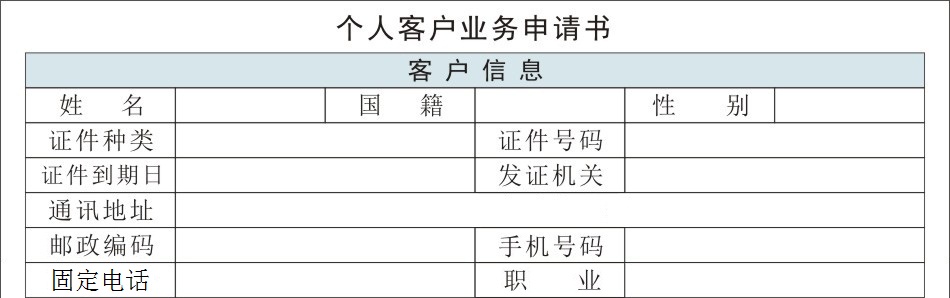 个人客户业务申请书
客户信息
姓 名 国 籍 性 别
证件种类 证件号码
证件到期日 发证机关
通讯地址
邮政编码 手机号码
固定电话 职 业